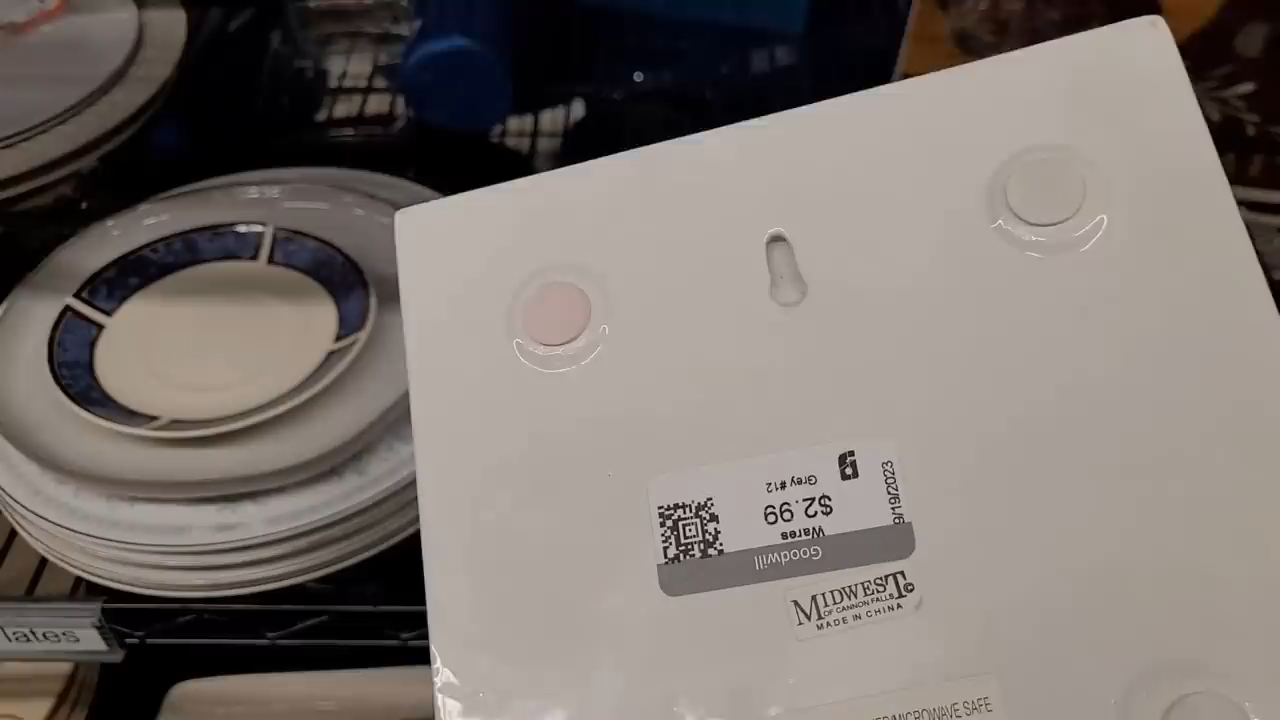 Goodwill
Wares
$2.99
Grey #12
9/19/2023
MIDWEST©
OF CANNON FALLS
MADE IN CHINA
/MICROWAVE SAFE
lates